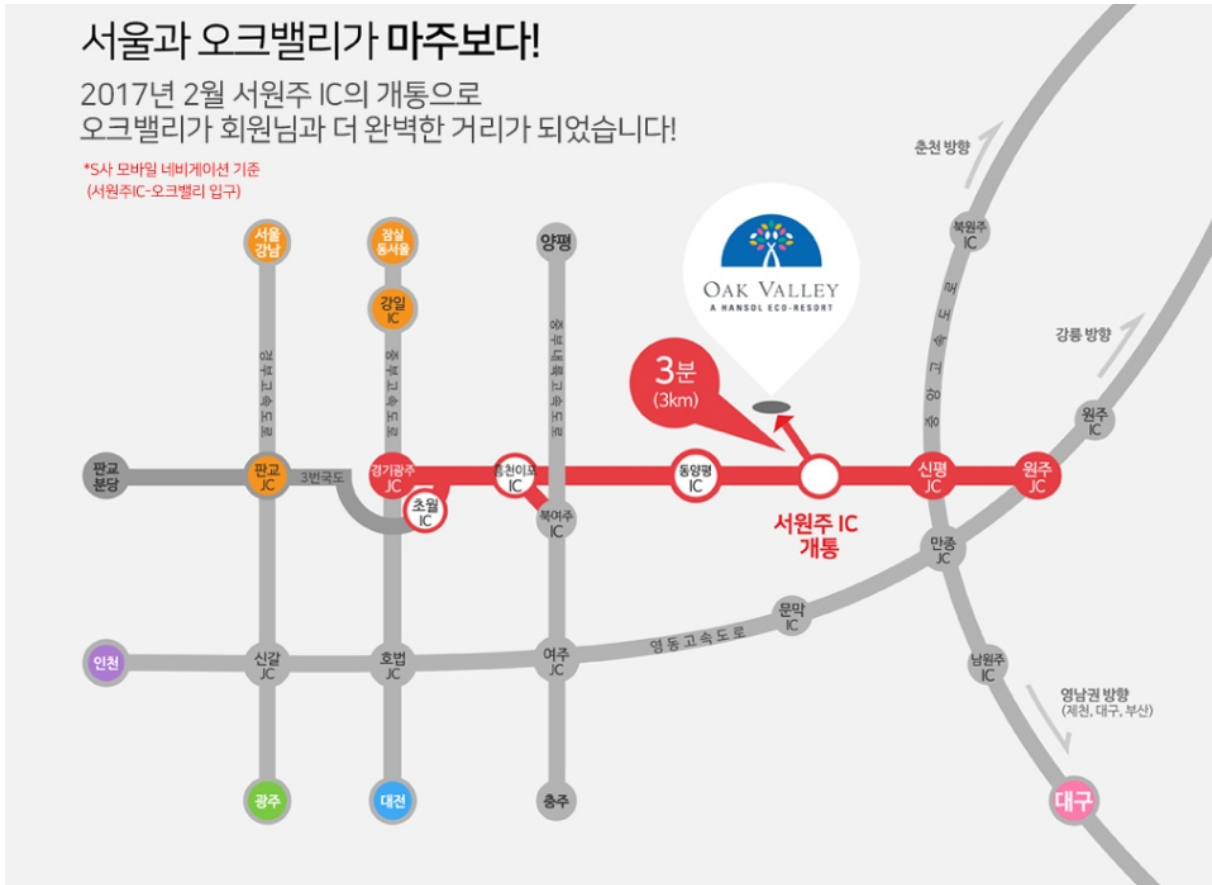 서울과 오크밸리가 마주보다!
2017년 2월 서원주 IC의 개통으로
오크밸리가 회원님과 더 완벽한 거리가 되었습니다!
*S사 모바일 네비게이션 기준
(서원주IC-오크밸리 입구)
춘천 방향
서울
강남
잠실
동서울
양평
북원주
IC
OAK VALLEY
A HANSOL ECO-RESORT
강일
IC
경부고속도로
중부고속도로
중부내륙고속도로
중앙고속도로
강릉 방향
3분
(3km)
원주
IC
판교
분당
판교
JC
3번국도
경기광주
JC
초월
IC
흥천이포
IC
북여주
IC
동양평
IC
서원주 IC
개통
신평
JC
원주
JC
만종
JC
인천
신갈
JC
호법
JC
여주
JC
영동고속도로
문막
IC
남원주
IC
영남권 방향
(제천, 대구, 부산)
광주
대전
충주
대구